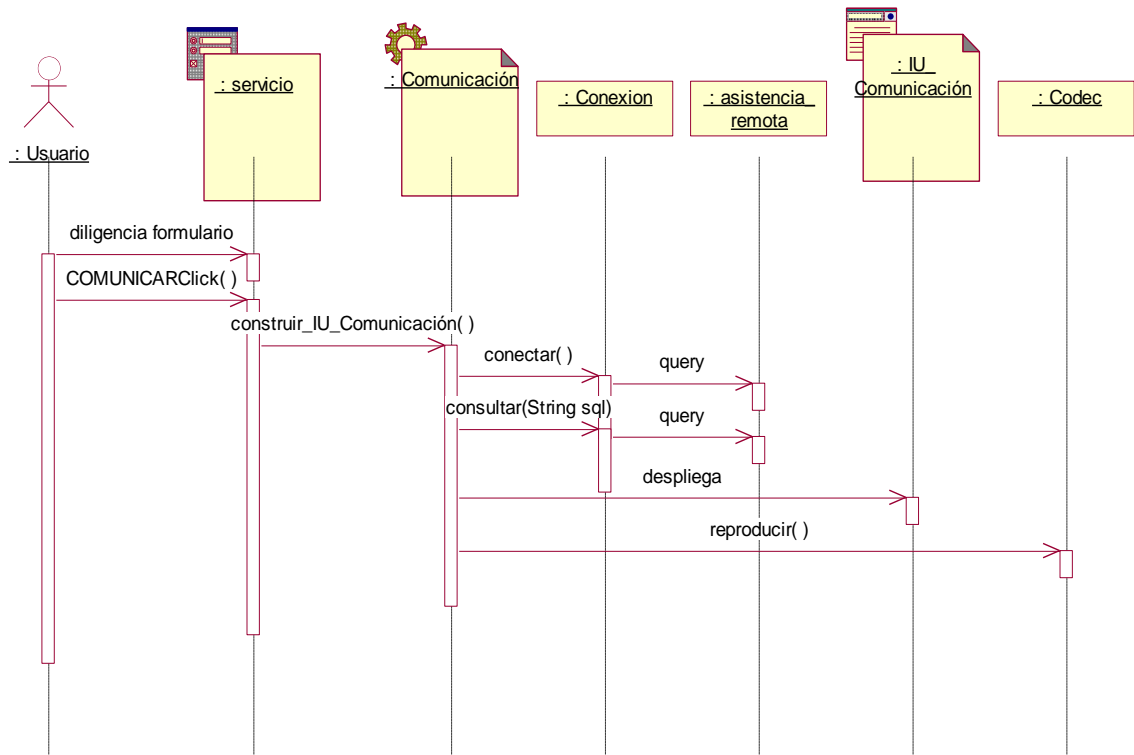 : Usuario
: servicio
: Comunicación
: Conexion
: asistencia_
remota
: IU_
Comunicación
: Codec
diligencia formulario
COMUNICARClick( )
construir_IU_Comunicación( )
conectar( )
query
consultar(String sql)
query
despliega
reproducir( )